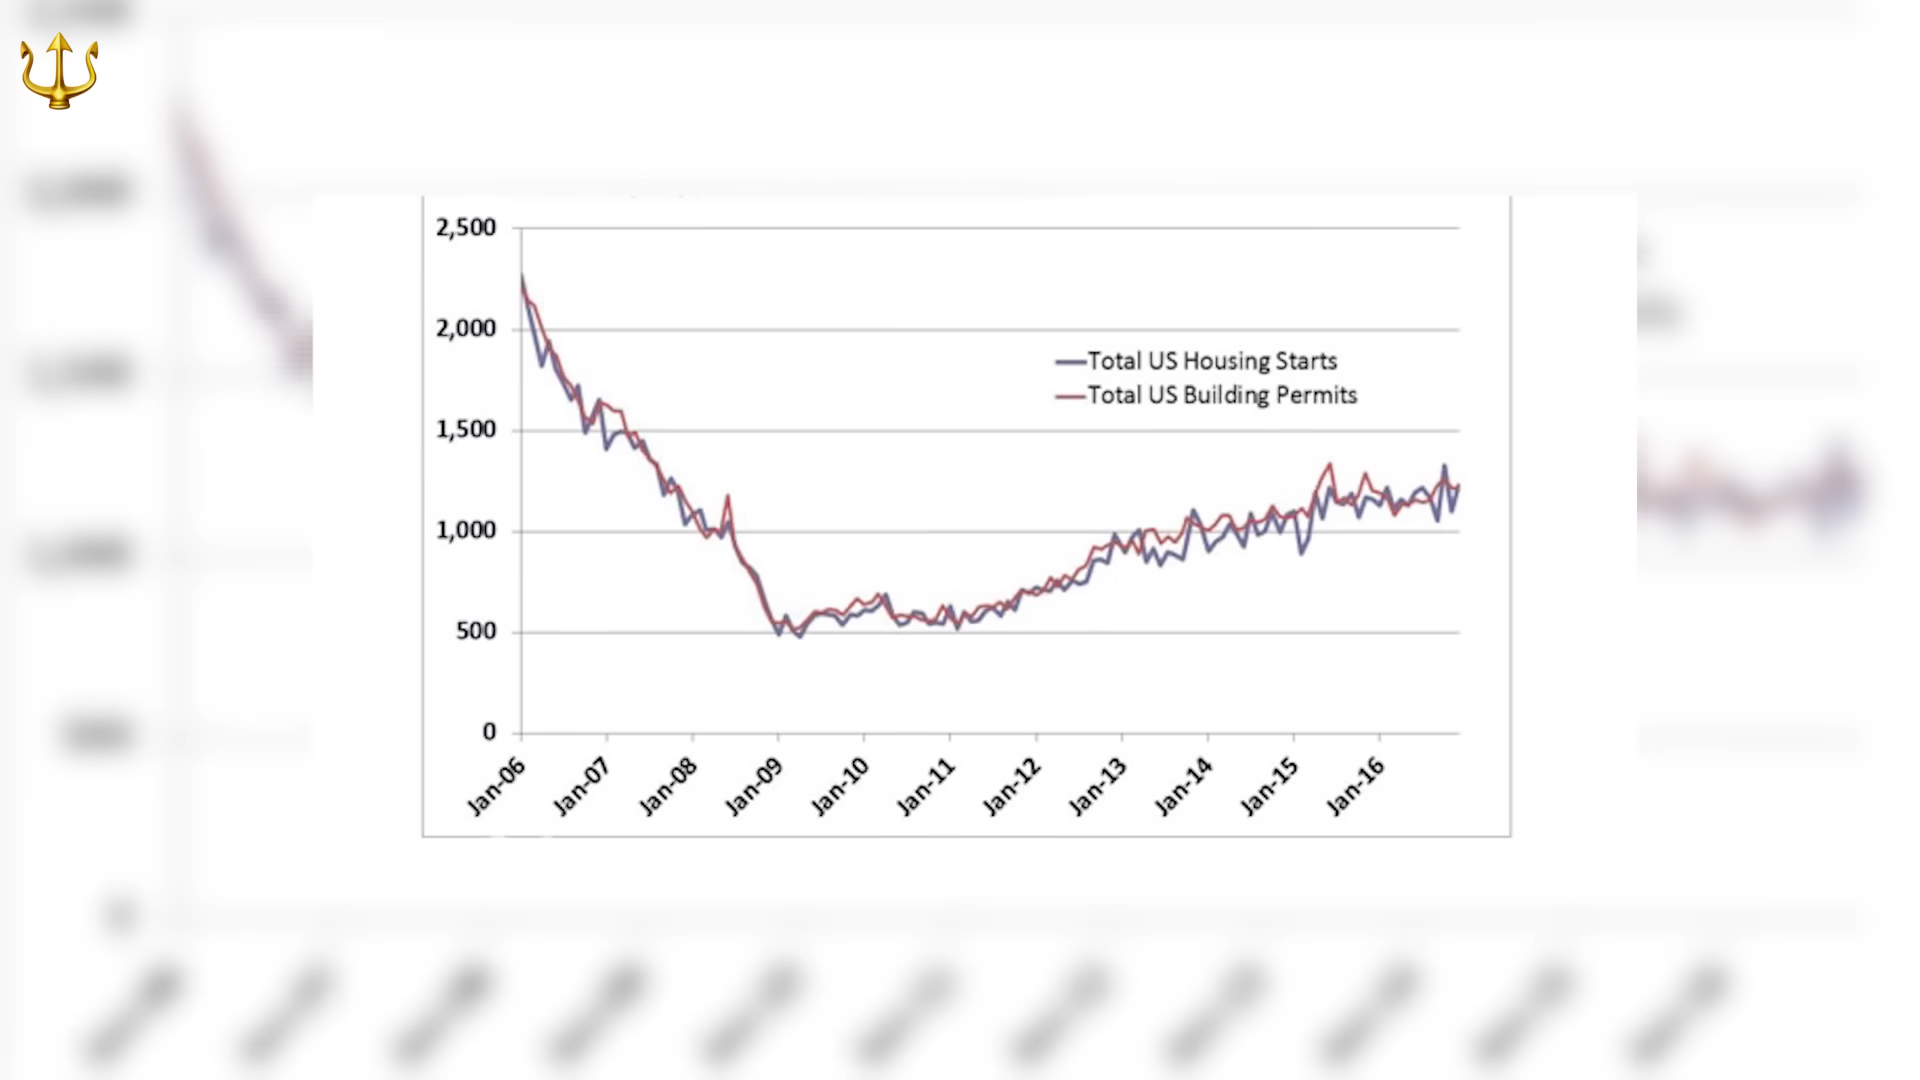 2,500
2,000
1,500
1,000
500
0
Total US Housing Starts
Total US Building Permits
Jan-06
Jan-07
Jan-08
Jan-09
Jan-10
Jan-11
Jan-12
Jan-13
Jan-14
Jan-15
Jan-16